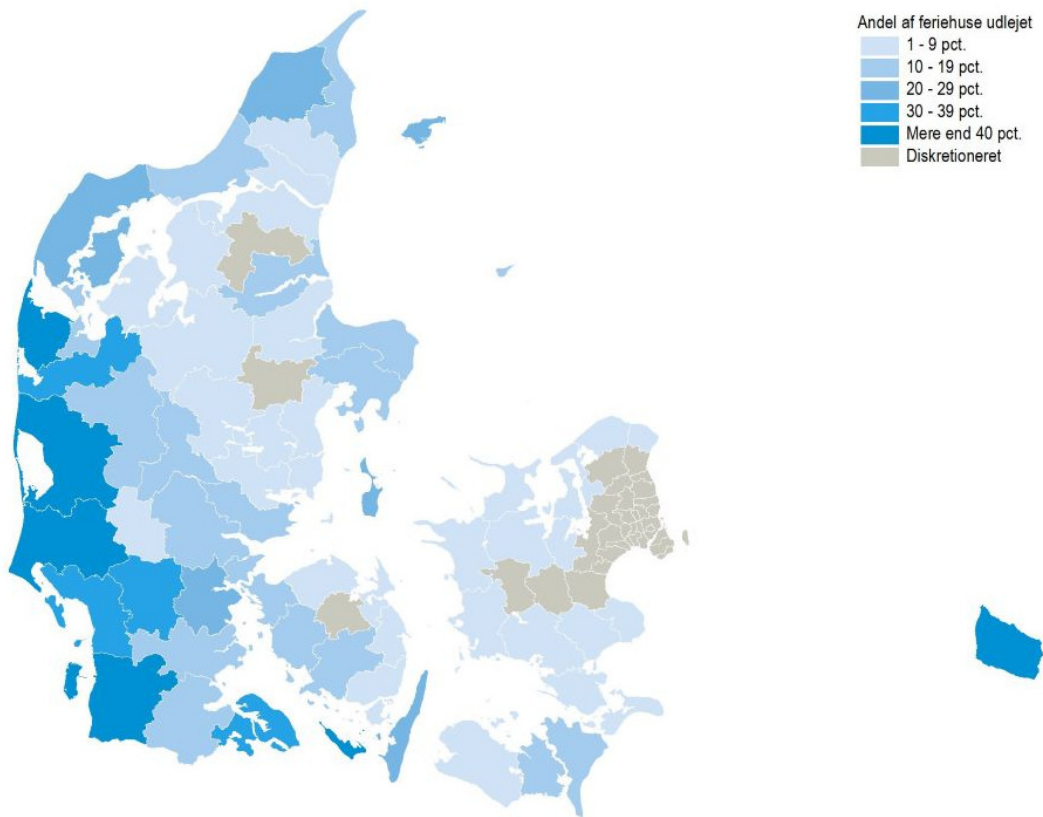 Andel af feriehuse udlejet
1 - 9 pct.
10 - 19 pct.
20 - 29 pct.
30 - 39 pct.
Mere end 40 pct.
Diskretioneret